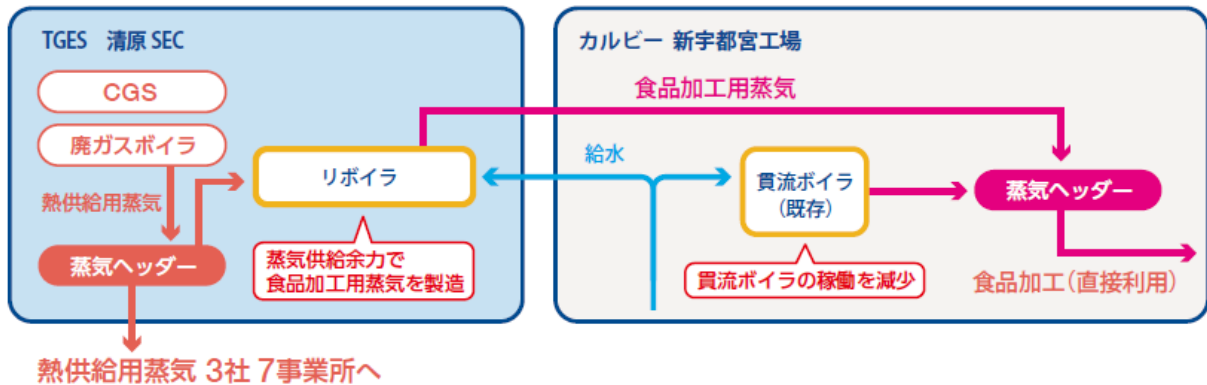 TGES 清原 SEC
CGS
廃ガスボイラ
熱供給用蒸気
蒸気ヘッダー
リボイラ
蒸気供給余力で
食品加工用蒸気を製造
熱供給用蒸気 3社 7事業所へ
カルビー 新宇都宮工場
食品加工用蒸気
給水
貫流ボイラ
(既存)
貫流ボイラの稼働を減少
蒸気ヘッダー
食品加工(直接利用)